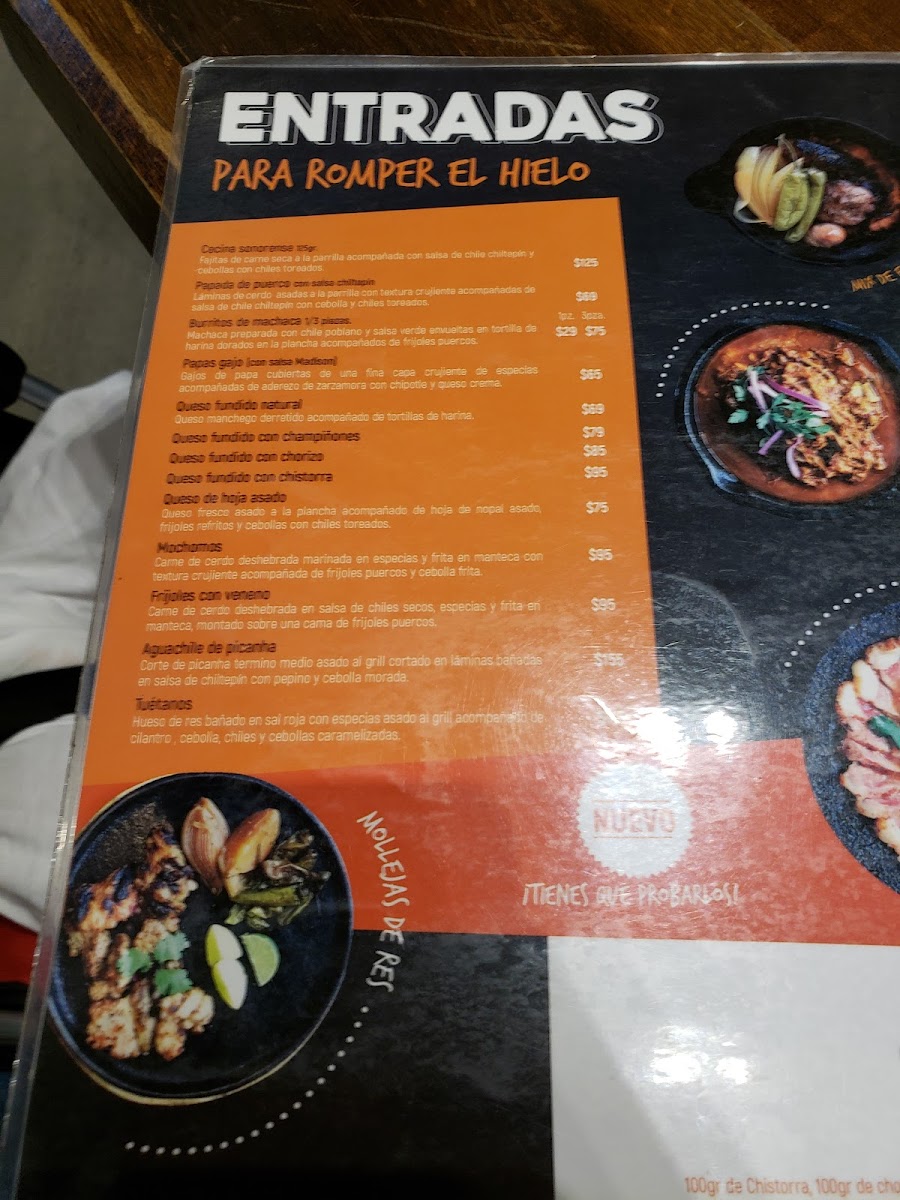 ENTRADAS
PARA ROMPER EL HIELO
Cecina sonorense 125gr.
Fajitas de carne seca a la parrilla acompañada con salsa de chile chiltepín y
cebollas con chiles toreados.
$125
Papada de puerco con salsa chiltepín
Láminas de cerdo asadas a la parrilla con textura crujiente acompañadas de
salsa de chile chiltepín con cebolla y chiles toreados.
$69
Burritos de machaca 1/3 piezas.
1pz. 3pza.
Machaca preparada con chile poblano y salsa verde envueltas en tortilla de
harina dorados en la plancha acompañados de frijoles puercos.
$29 $75
Papas gajo (con salsa Madison)
Gajos de papa cubiertas de una fina capa crujiente de especias
acompañadas de aderezo de zarzamora con chipotle y queso crema.
$65
Queso fundido natural
Queso manchego derretido acompañado de tortillas de harina.
$69
Queso fundido con champiñones
$79
Queso fundido con chorizo
$85
Queso fundido con chistorra
$95
Queso de hoja asado
Queso fresco asado a la plancha acompañado de hoja de nopal asado,
frijoles refritos y cebollas con chiles toreados.
$75
Mochomos
Carne de cerdo deshebrada marinada en especias y frita en manteca con
textura crujiente acompañada de frijoles puercos y cebolla frita.
$95
Frijoles con veneno
Carne de cerdo deshebrada en salsa de chiles secos, especias y frita en
manteca, montado sobre una cama de frijoles puercos.
$95
Aguachile de picanha
Corte de picanha termino medio asado al grill cortado en láminas bañadas
en salsa de chiltepín con pepino y cebolla morada.
$155
Tuétanos
Hueso de res bañado en sal roja con especias asado al grill acompañado de
cilantro , cebolla, chiles y cebollas caramelizadas.
MIX DE
MOLLEJAS DE RES
NUEVO
¡TIENES QUE PROBARLOS!
100gr de Chistorra, 100gr de cho